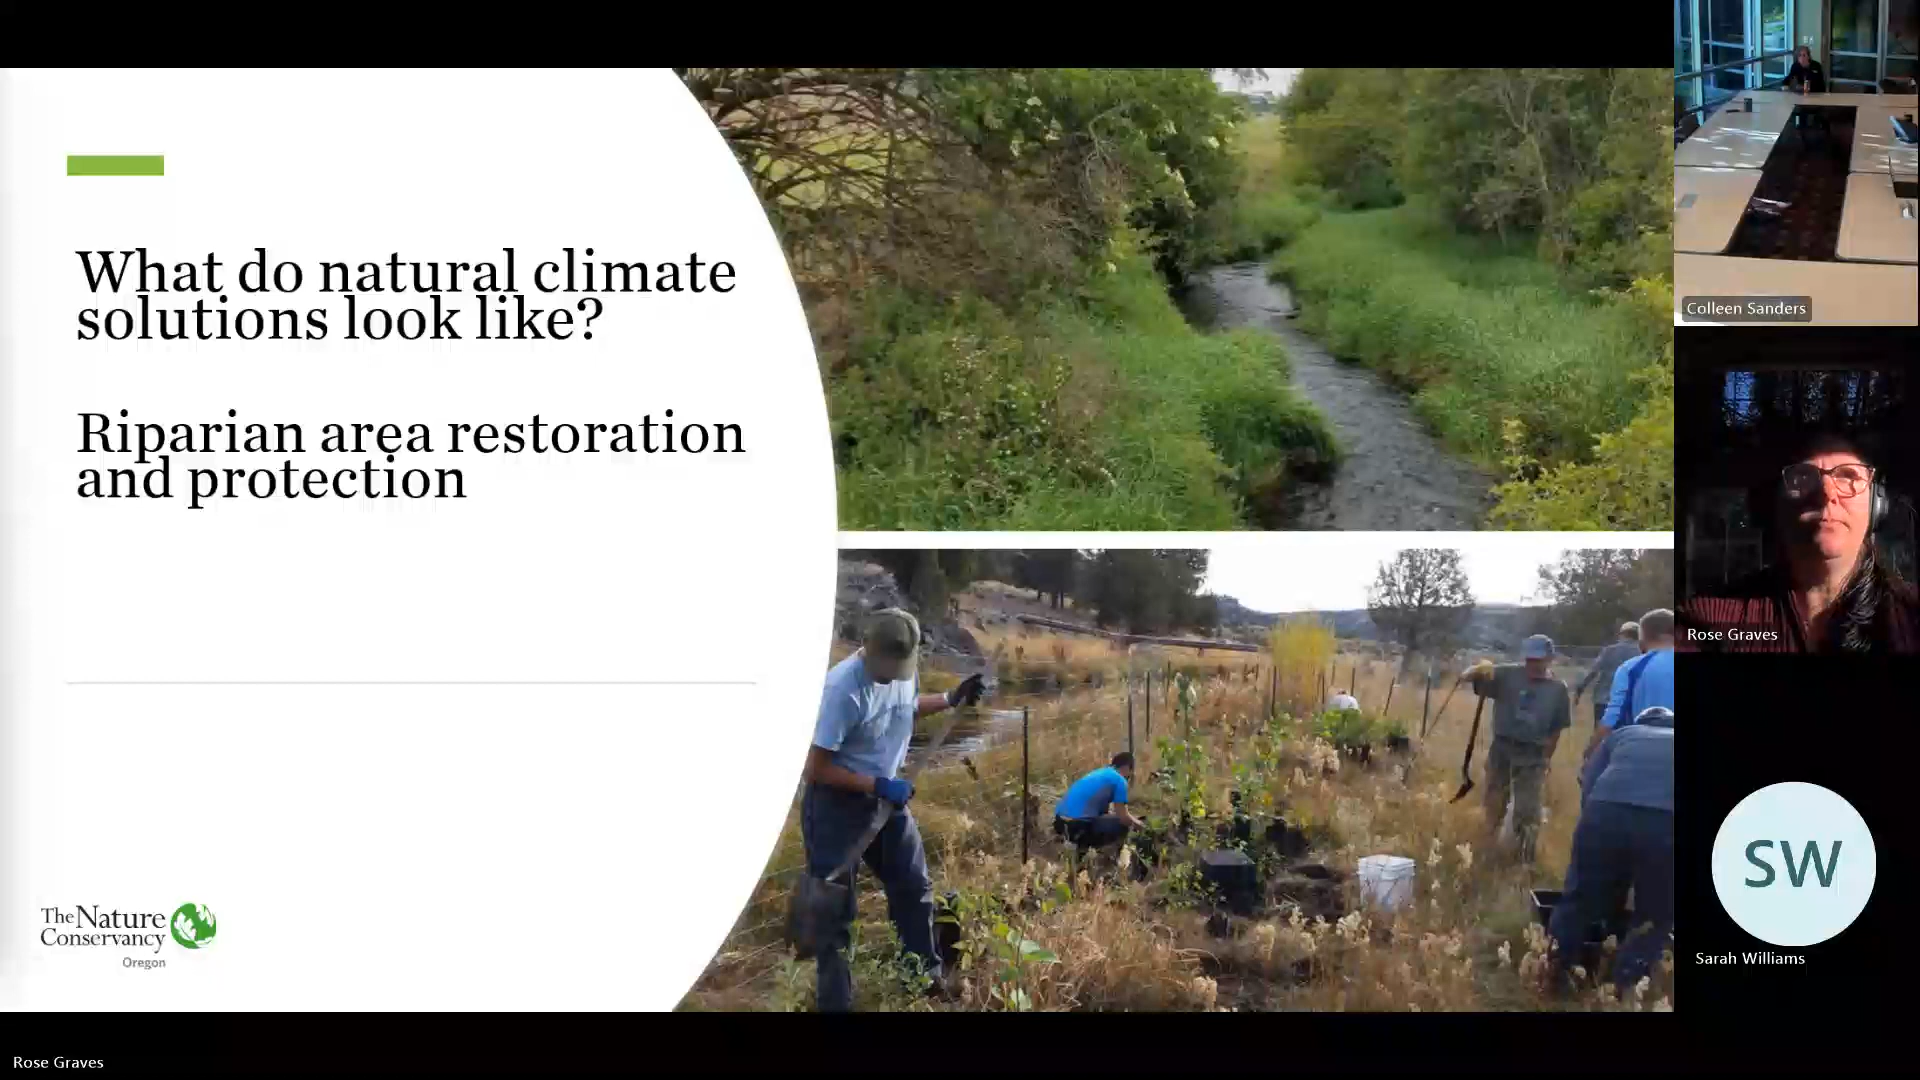 What do natural climate
solutions look like?
Riparian area restoration
and protection
The Nature
Conservancy
Oregon
Rose Graves
Colleen Sanders
Rose Graves
SW
Sarah Williams